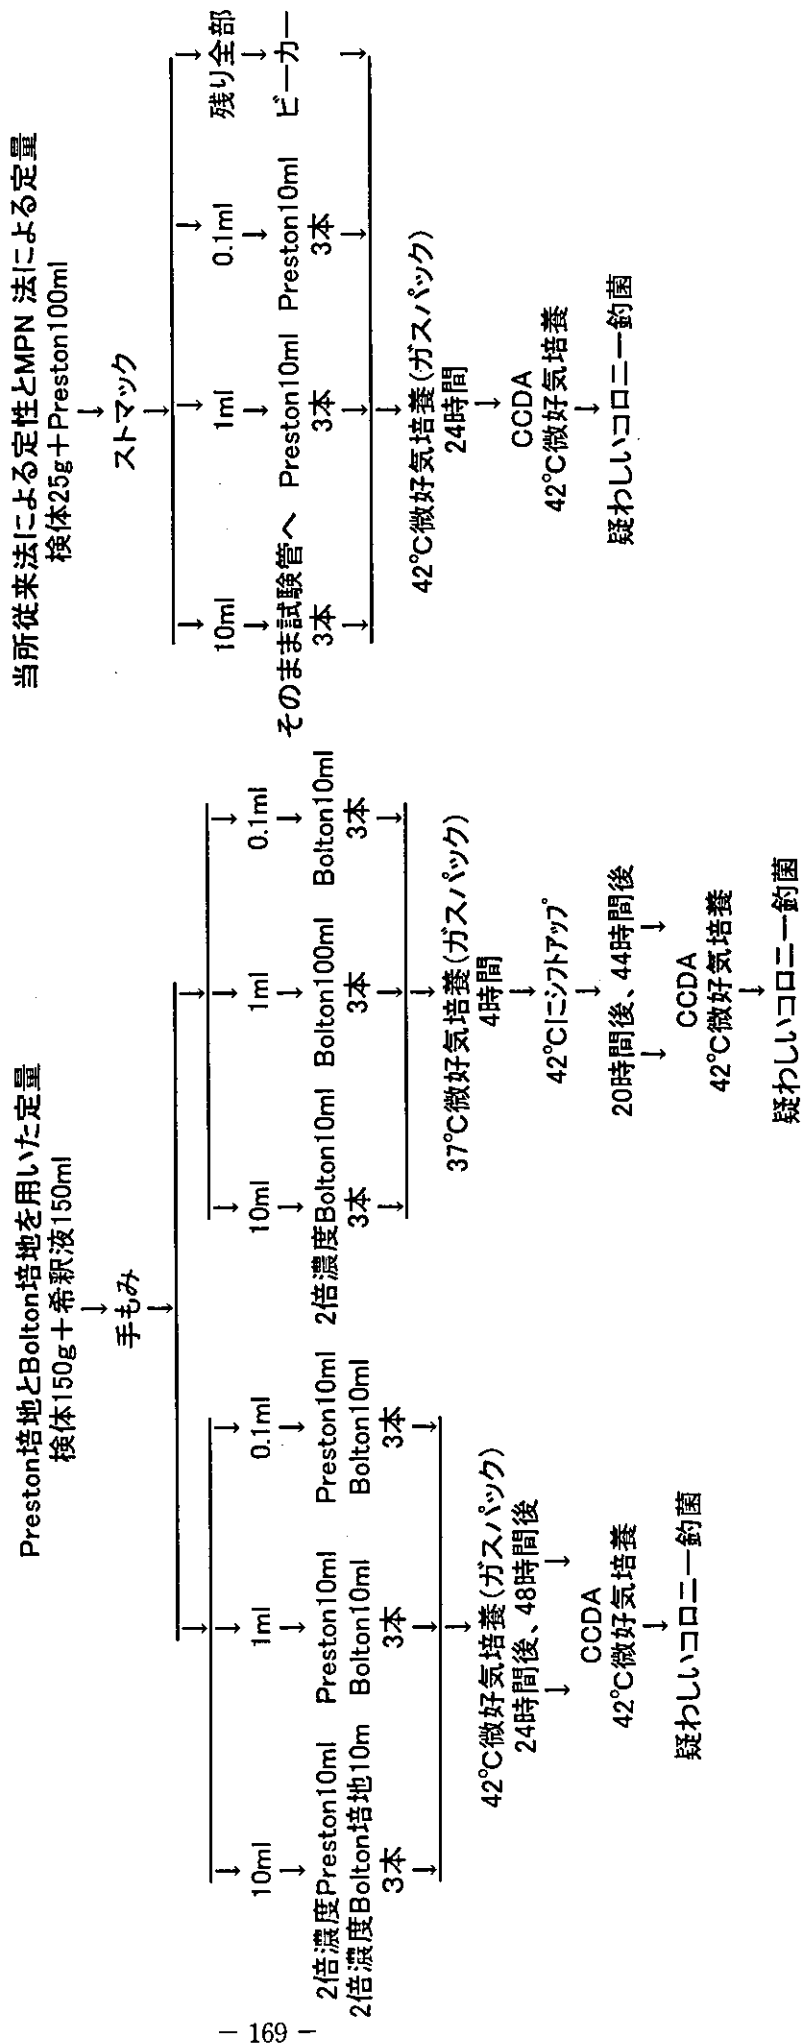 Preston培地とBolton培地を用いた定量
検体150g＋希釈液150ml
↓
手もみ
↓
↓ ↓
↓ ↓ ↓
10ml 1ml 0.1ml
↓ ↓ ↓
2倍濃度Preston10ml Preston10ml Preston10ml
2倍濃度Bolton培地10m Bolton10ml Bolton10ml
3本 3本 3本
↓ ↓ ↓
↓
42℃微好気培養(ガスパック)
24時間後、48時間後
↓ ↓
CCDA
42℃微好気培養
↓
疑わしいコロニー釣菌
↓ ↓ ↓
10ml 1ml 0.1ml
↓ ↓ ↓
2倍濃度Bolton10ml Bolton100ml Bolton10ml
3本 3本 3本
↓ ↓ ↓
↓
37℃微好気培養(ガスパック)
4時間
↓
42℃にシフトアップ
↓
20時間後、44時間後
↓ ↓
CCDA
42℃微好気培養
↓
疑わしいコロニー釣菌
当所従来法による定性とMPN 法による定量
検体25g＋Preston100ml
↓
ストマック
↓
↓ ↓ ↓ ↓
10ml 1ml 0.1ml 残り全部
↓ ↓ ↓ ↓
そのまま試験管へ Preston10ml Preston10ml ビーカー
3本 3本 3本
↓ ↓ ↓ ↓
↓
42℃微好気培養(ガスパック)
24時間
↓
CCDA
42℃微好気培養
↓
疑わしいコロニー釣菌
− 169 −